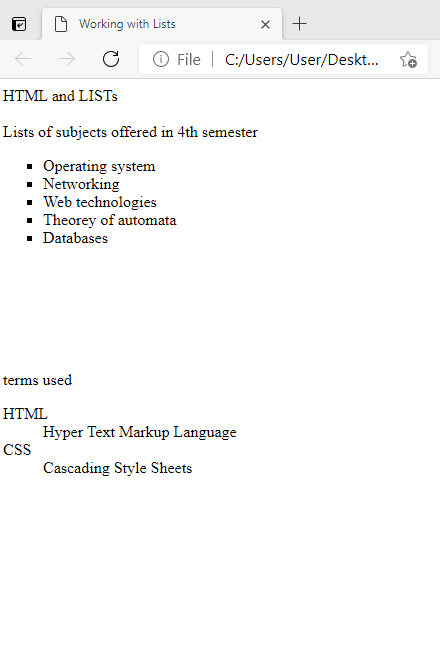 Working with Lists
File | C:/Users/User/Deskt...
HTML and LISTs
Lists of subjects offered in 4th semester
Operating system
Networking
Web technologies
Theorey of automata
Databases
terms used
HTML
Hyper Text Markup Language
CSS
Cascading Style Sheets